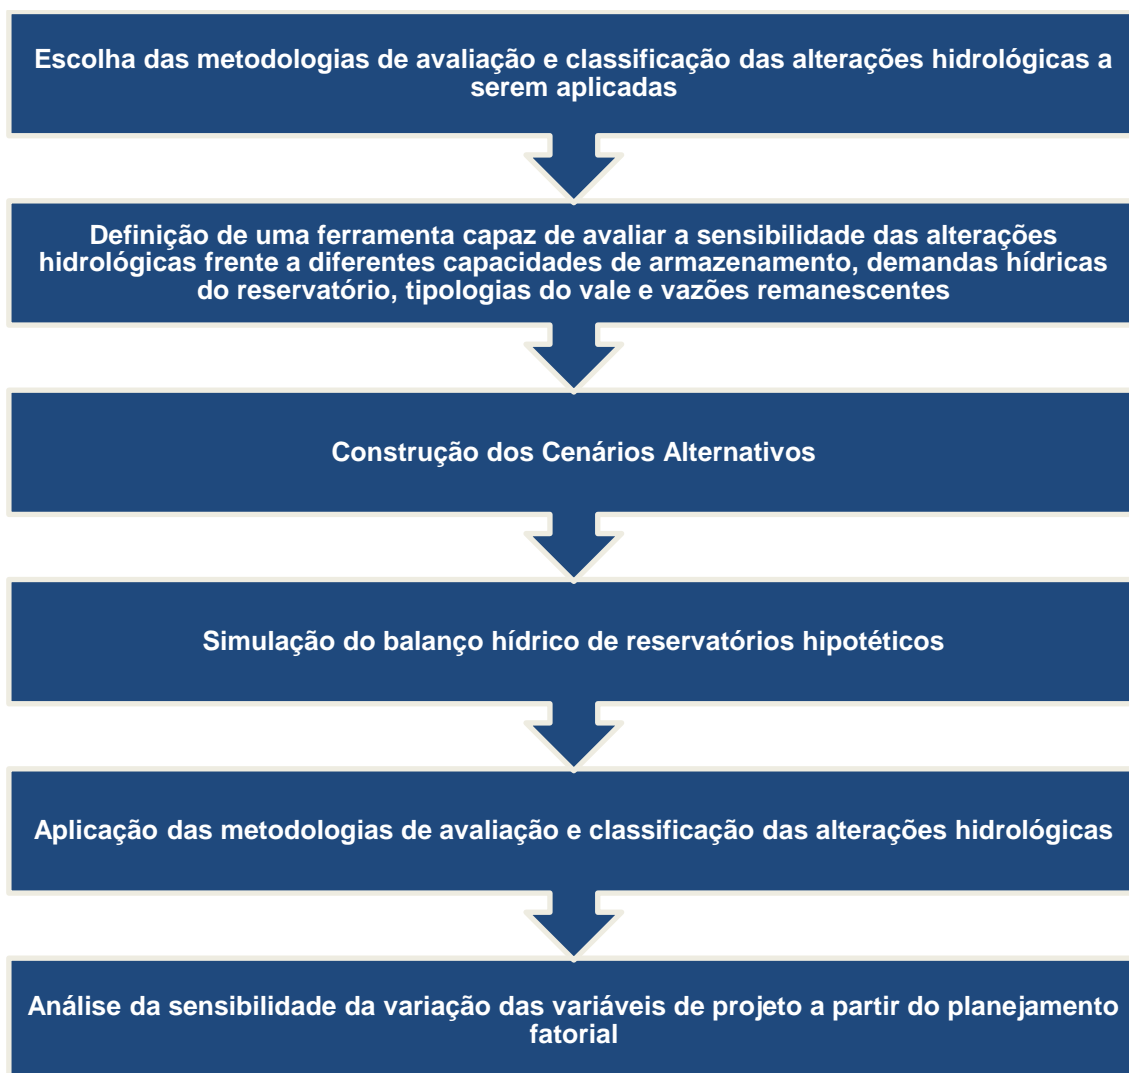 Escolha das metodologias de avaliação e classificação das alterações hidrológicas a
serem aplicadas
Definição de uma ferramenta capaz de avaliar a sensibilidade das alterações
hidrológicas frente a diferentes capacidades de armazenamento, demandas hídricas
do reservatório, tipologias do vale e vazões remanescentes
Construção dos Cenários Alternativos
Simulação do balanço hídrico de reservatórios hipotéticos
Aplicação das metodologias de avaliação e classificação das alterações hidrológicas
Análise da sensibilidade da variação das variáveis de projeto a partir do planejamento
fatorial